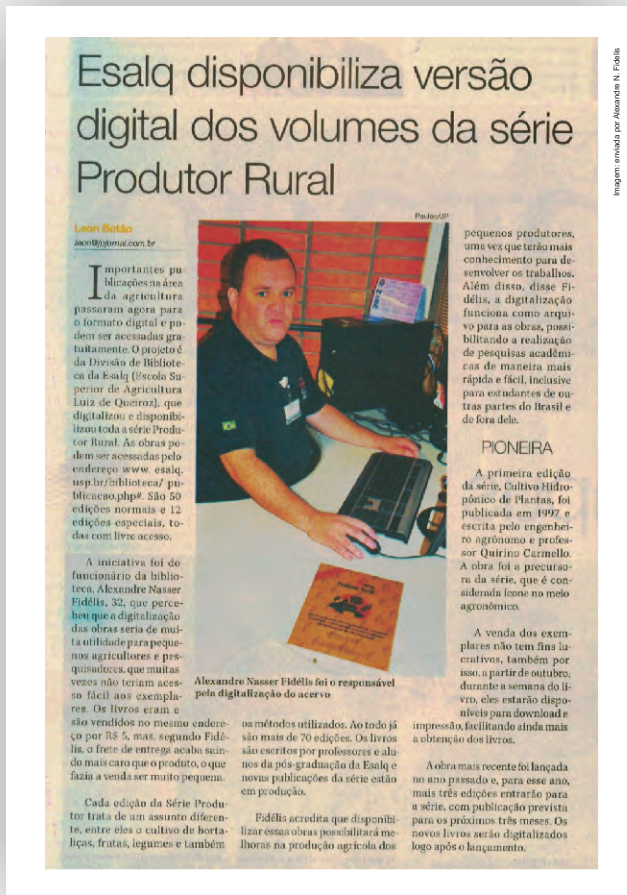 Esalq disponibiliza versão
digital dos volumes da série
Produtor Rural
Leon Botão
leon@jpjornal.com.br
Importantes pu-
blicações na área
da agricultura
passaram agora para
o formato digital e po-
dem ser acessadas gra-
tuitamente. O projeto é
da Divisão de Bibliote-
ca da Esalq (Escola Su-
perior de Agricultura
Luiz de Queiroz), que
digitalizou e disponibi-
lizou toda a série Produ-
tor Rural. As obras po-
dem ser acessadas pelo
endereço www. esalq.
usp.br/biblioteca/ pu-
blicacao.php#. São 50
edições normais e 12
edições especiais, to-
das com livre acesso.
A iniciativa foi do
funcionário da biblio-
teca, Alexandre Nasser
Fidélis, 32, que perce-
beu que a digitalização
das obras seria de mui-
ta utilidade para peque-
nos agricultores e pes-
quisadores, que muitas
vezes não teriam aces-
so fácil aos exempla-
res. Os livros eram e
são vendidos no mesmo endere-
ço por R$ 5, mas, segundo Fidé-
lis, o frete de entrega acaba sain-
do mais caro que o produto, o que
fazia a venda ser muito pequena.
Cada edição da Série Produ-
tor trata de um assunto diferen-
te, entre eles o cultivo de horta-
liças, frutas, legumes e também
Paulão/JP
Produtor Rural
Alexandre Nasser Fidélis foi o responsável
pela digitalização do acervo
os métodos utilizados. Ao todo já
são mais de 70 edições. Os livros
são escritos por professores e alu-
nos da pós-graduação da Esalq e
novas publicações da série estão
em produção.
Fidélis acredita que disponibi-
lizar essas obras possibilitará me-
lhoras na produção agrícola dos
pequenos produtores,
uma vez que terão mais
conhecimento para de-
senvolver os trabalhos.
Além disso, disse Fi-
délis, a digitalização
funciona como arqui-
vo para as obras, possi-
bilitando a realização
de pesquisas acadêmi-
cas de maneira mais
rápida e fácil, inclusive
para estudantes de ou-
tras partes do Brasil e
de fora dele.
PIONEIRA
A primeira edição
da série, Cultivo Hidro-
pônico de Plantas, foi
publicada em 1997 e
escrita pelo engenhei-
ro agrônomo e profes-
sor Quirino Carmello.
A obra foi a precurso-
ra da série, que é con-
siderada ícone no meio
agronômico.
A venda dos exem-
plares não tem fins lu-
crativos, também por
isso, a partir de outubro,
durante a semana do li-
vro, eles estarão dispo-
níveis para download e
impressão, facilitando ainda mais
a obtenção dos livros.
A obra mais recente foi lançada
no ano passado e, para esse ano,
mais três edições entrarão para
a série, com publicação prevista
para os próximos três meses. Os
novos livros serão digitalizados
logo após o lançamento.
Imagem: enviada por Alexandre N. Fidelis